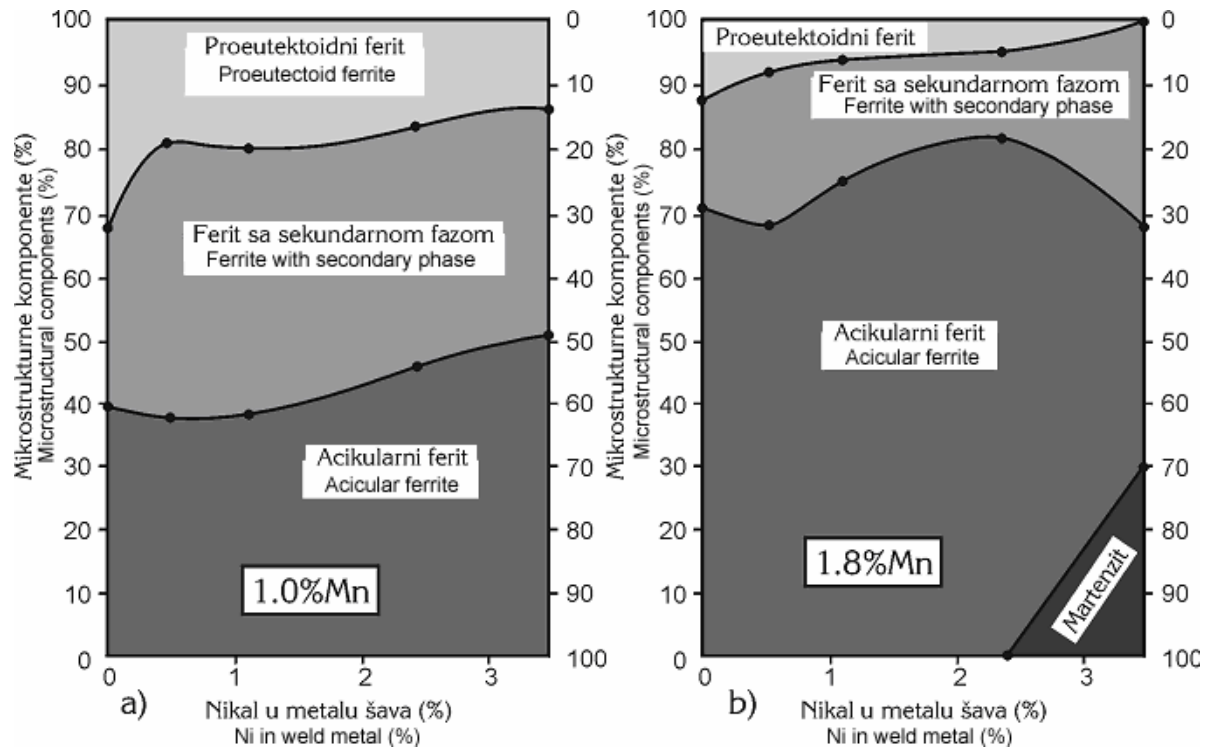 Mikrostrukturne komponente (%)
Microstructural components (%)
100
90
80
70
60
50
40
30
20
10
0
Proeutektoidni ferit
Proeutectoid ferrite
Ferit sa sekundarnom fazom
Ferrite with secondary phase
Acikularni ferit
Acicular ferrite
1.0%Mn
0
10
20
30
40
50
60
70
80
90
100
0 1 2 3
a)
Nikal u metalu šava (%)
Ni in weld metal (%)
Mikrostrukturne komponente (%)
Microstructural components (%)
100
90
80
70
60
50
40
30
20
10
0
Proeutektoidni ferit
Ferit sa sekundarnom fazom
Ferrite with secondary phase
Acikularni ferit
Acicular ferrite
1.8%Mn
Martenzit
0
10
20
30
40
50
60
70
80
90
100
0 1 2 3
b)
Nikal u metalu šava (%)
Ni in weld metal (%)